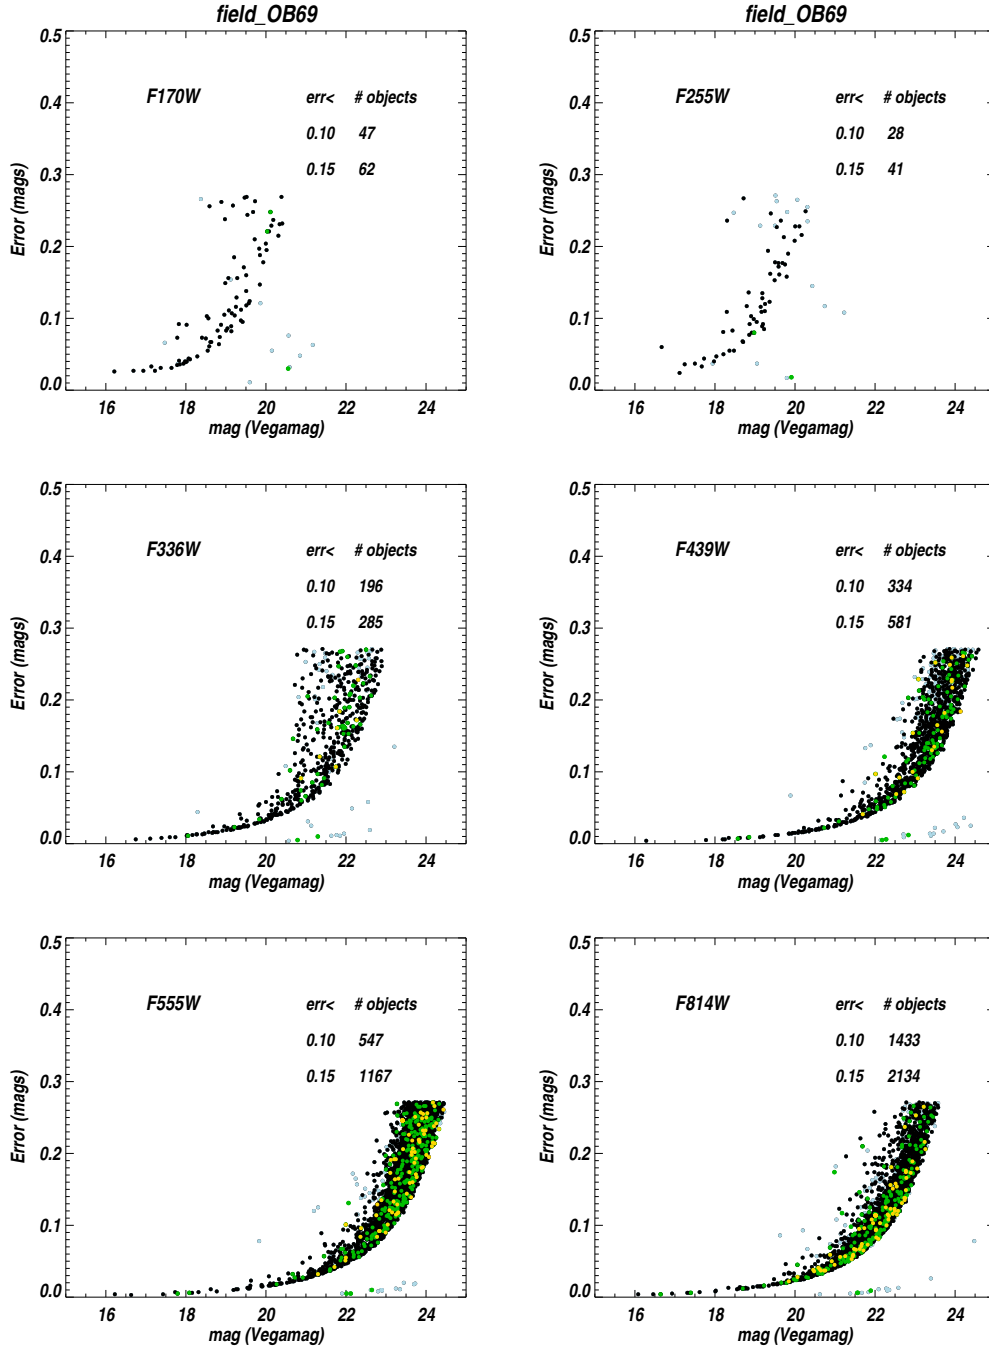 field_OB69
field_OB69
0.5
0.4
0.3
0.2
0.1
0.0
Error (mags)
F170W
err< # objects
0.10 47
0.15 62
16 18 20 22 24
mag (Vegamag)
F255W
err< # objects
0.10 28
0.15 41
0.5
0.4
0.3
0.2
0.1
0.0
Error (mags)
16 18 20 22 24
mag (Vegamag)
0.5
0.4
0.3
0.2
0.1
0.0
Error (mags)
F336W
err< # objects
0.10 196
0.15 285
16 18 20 22 24
mag (Vegamag)
0.5
0.4
0.3
0.2
0.1
0.0
Error (mags)
F439W
err< # objects
0.10 334
0.15 581
16 18 20 22 24
mag (Vegamag)
0.5
0.4
0.3
0.2
0.1
0.0
Error (mags)
F555W
err< # objects
0.10 547
0.15 1167
16 18 20 22 24
mag (Vegamag)
0.5
0.4
0.3
0.2
0.1
0.0
Error (mags)
F814W
err< # objects
0.10 1433
0.15 2134
16 18 20 22 24
mag (Vegamag)